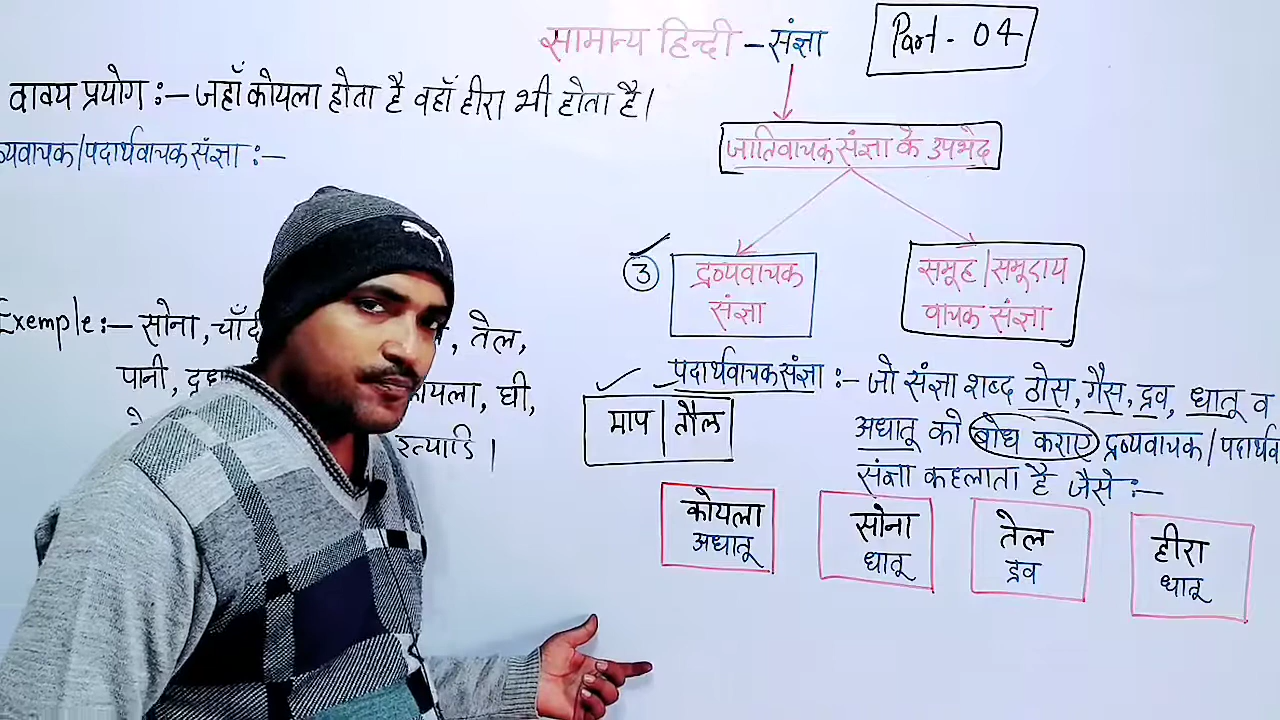 सामान्य हिन्दी – संज्ञा
Part - 04
वाक्य प्रयोग :– जहाँ कोयला होता है वहाँ हीरा भी होता है।
व्यवाचक/पदार्थवाचक संज्ञा :–
जातिवाचक संज्ञा के उपभेद
3
द्रव्यवाचक
संज्ञा
समूह/समूदाय
वाचक संज्ञा
Exemple :– सोना, चाँदी , तेल,
पानी, कोयला, घी,
इत्यादि।
पदार्थवाचक संज्ञा :– जो संज्ञा शब्द ठोस, गैस, द्रव, धातू व
अधातू को बोध कराए द्रव्यवाचक/पदार्थव
संज्ञा कहलाता है जैसे :–
माप|तौल
कोयला
अधातू
सोना
धातू
तेल
द्रव
हीरा
धातू